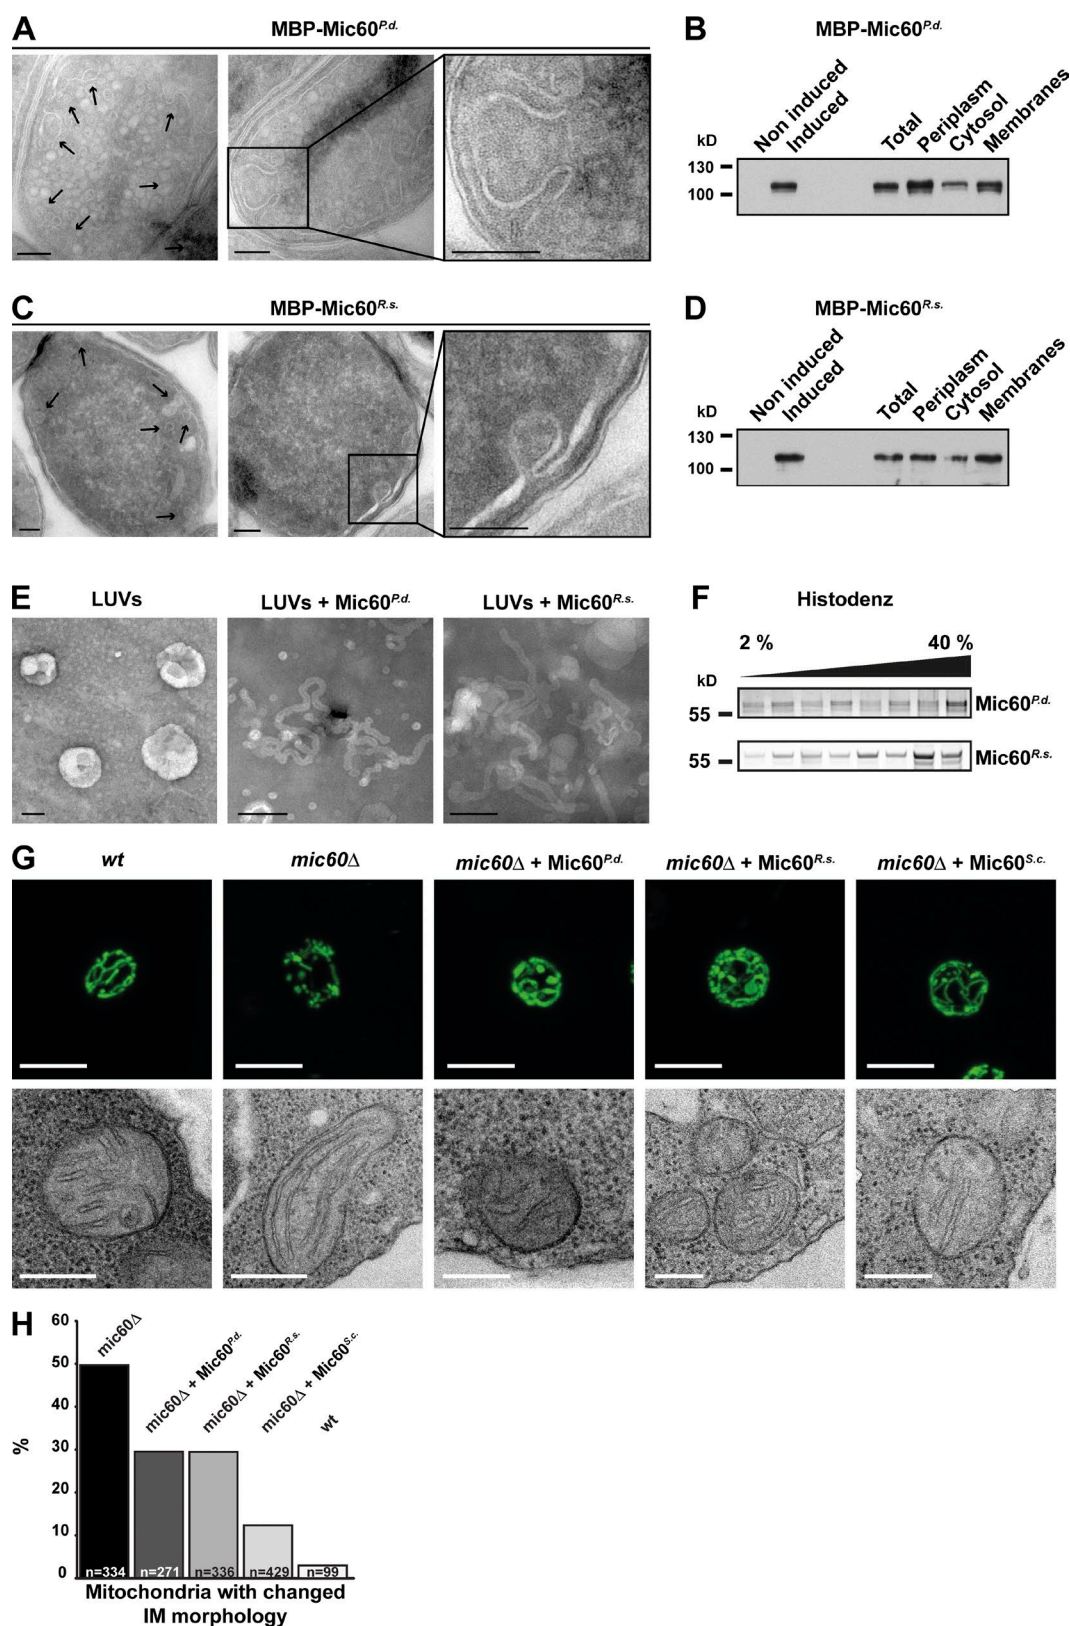 A MBP-Mic60P.d.
B MBP-Mic60P.d.
Non induced
Induced
Total
Periplasm
Cytosol
Membranes
kD
130
100
C MBP-Mic60R.s.
D MBP-Mic60R.s.
Non induced
Induced
Total
Periplasm
Cytosol
Membranes
kD
130
100
E LUVs LUVs + Mic60P.d. LUVs + Mic60R.s.
F Histodenz
2 % 40 %
kD
55 Mic60P.d.
55 Mic60R.s.
G wt mic60Δ mic60Δ + Mic60P.d. mic60Δ + Mic60R.s. mic60Δ + Mic60S.c.
H
%
60
50
40
30
20
10
0
mic60Δ
mic60Δ + Mic60P.d.
mic60Δ + Mic60R.s.
mic60Δ + Mic60S.c.
wt
n=334 n=271 n=336 n=429 n=99
Mitochondria with changed
IM morphology